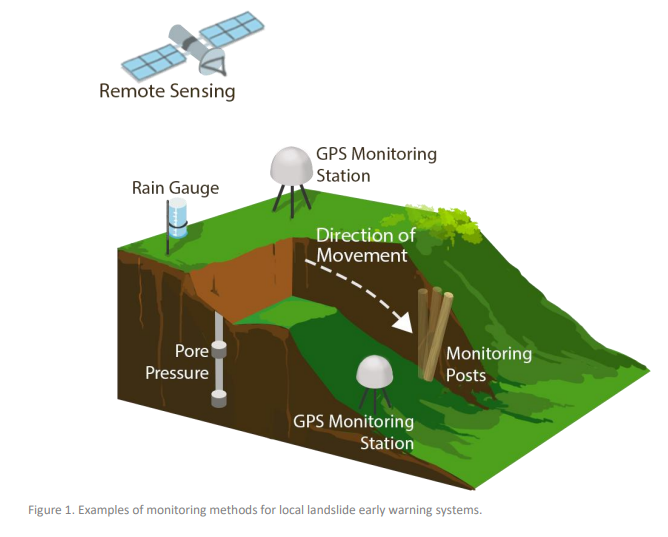 Remote Sensing
GPS Monitoring
Station
Rain Gauge
Direction of
Movement
Pore
Pressure
Monitoring
Posts
GPS Monitoring
Station
Figure 1. Examples of monitoring methods for local landslide early warning systems.